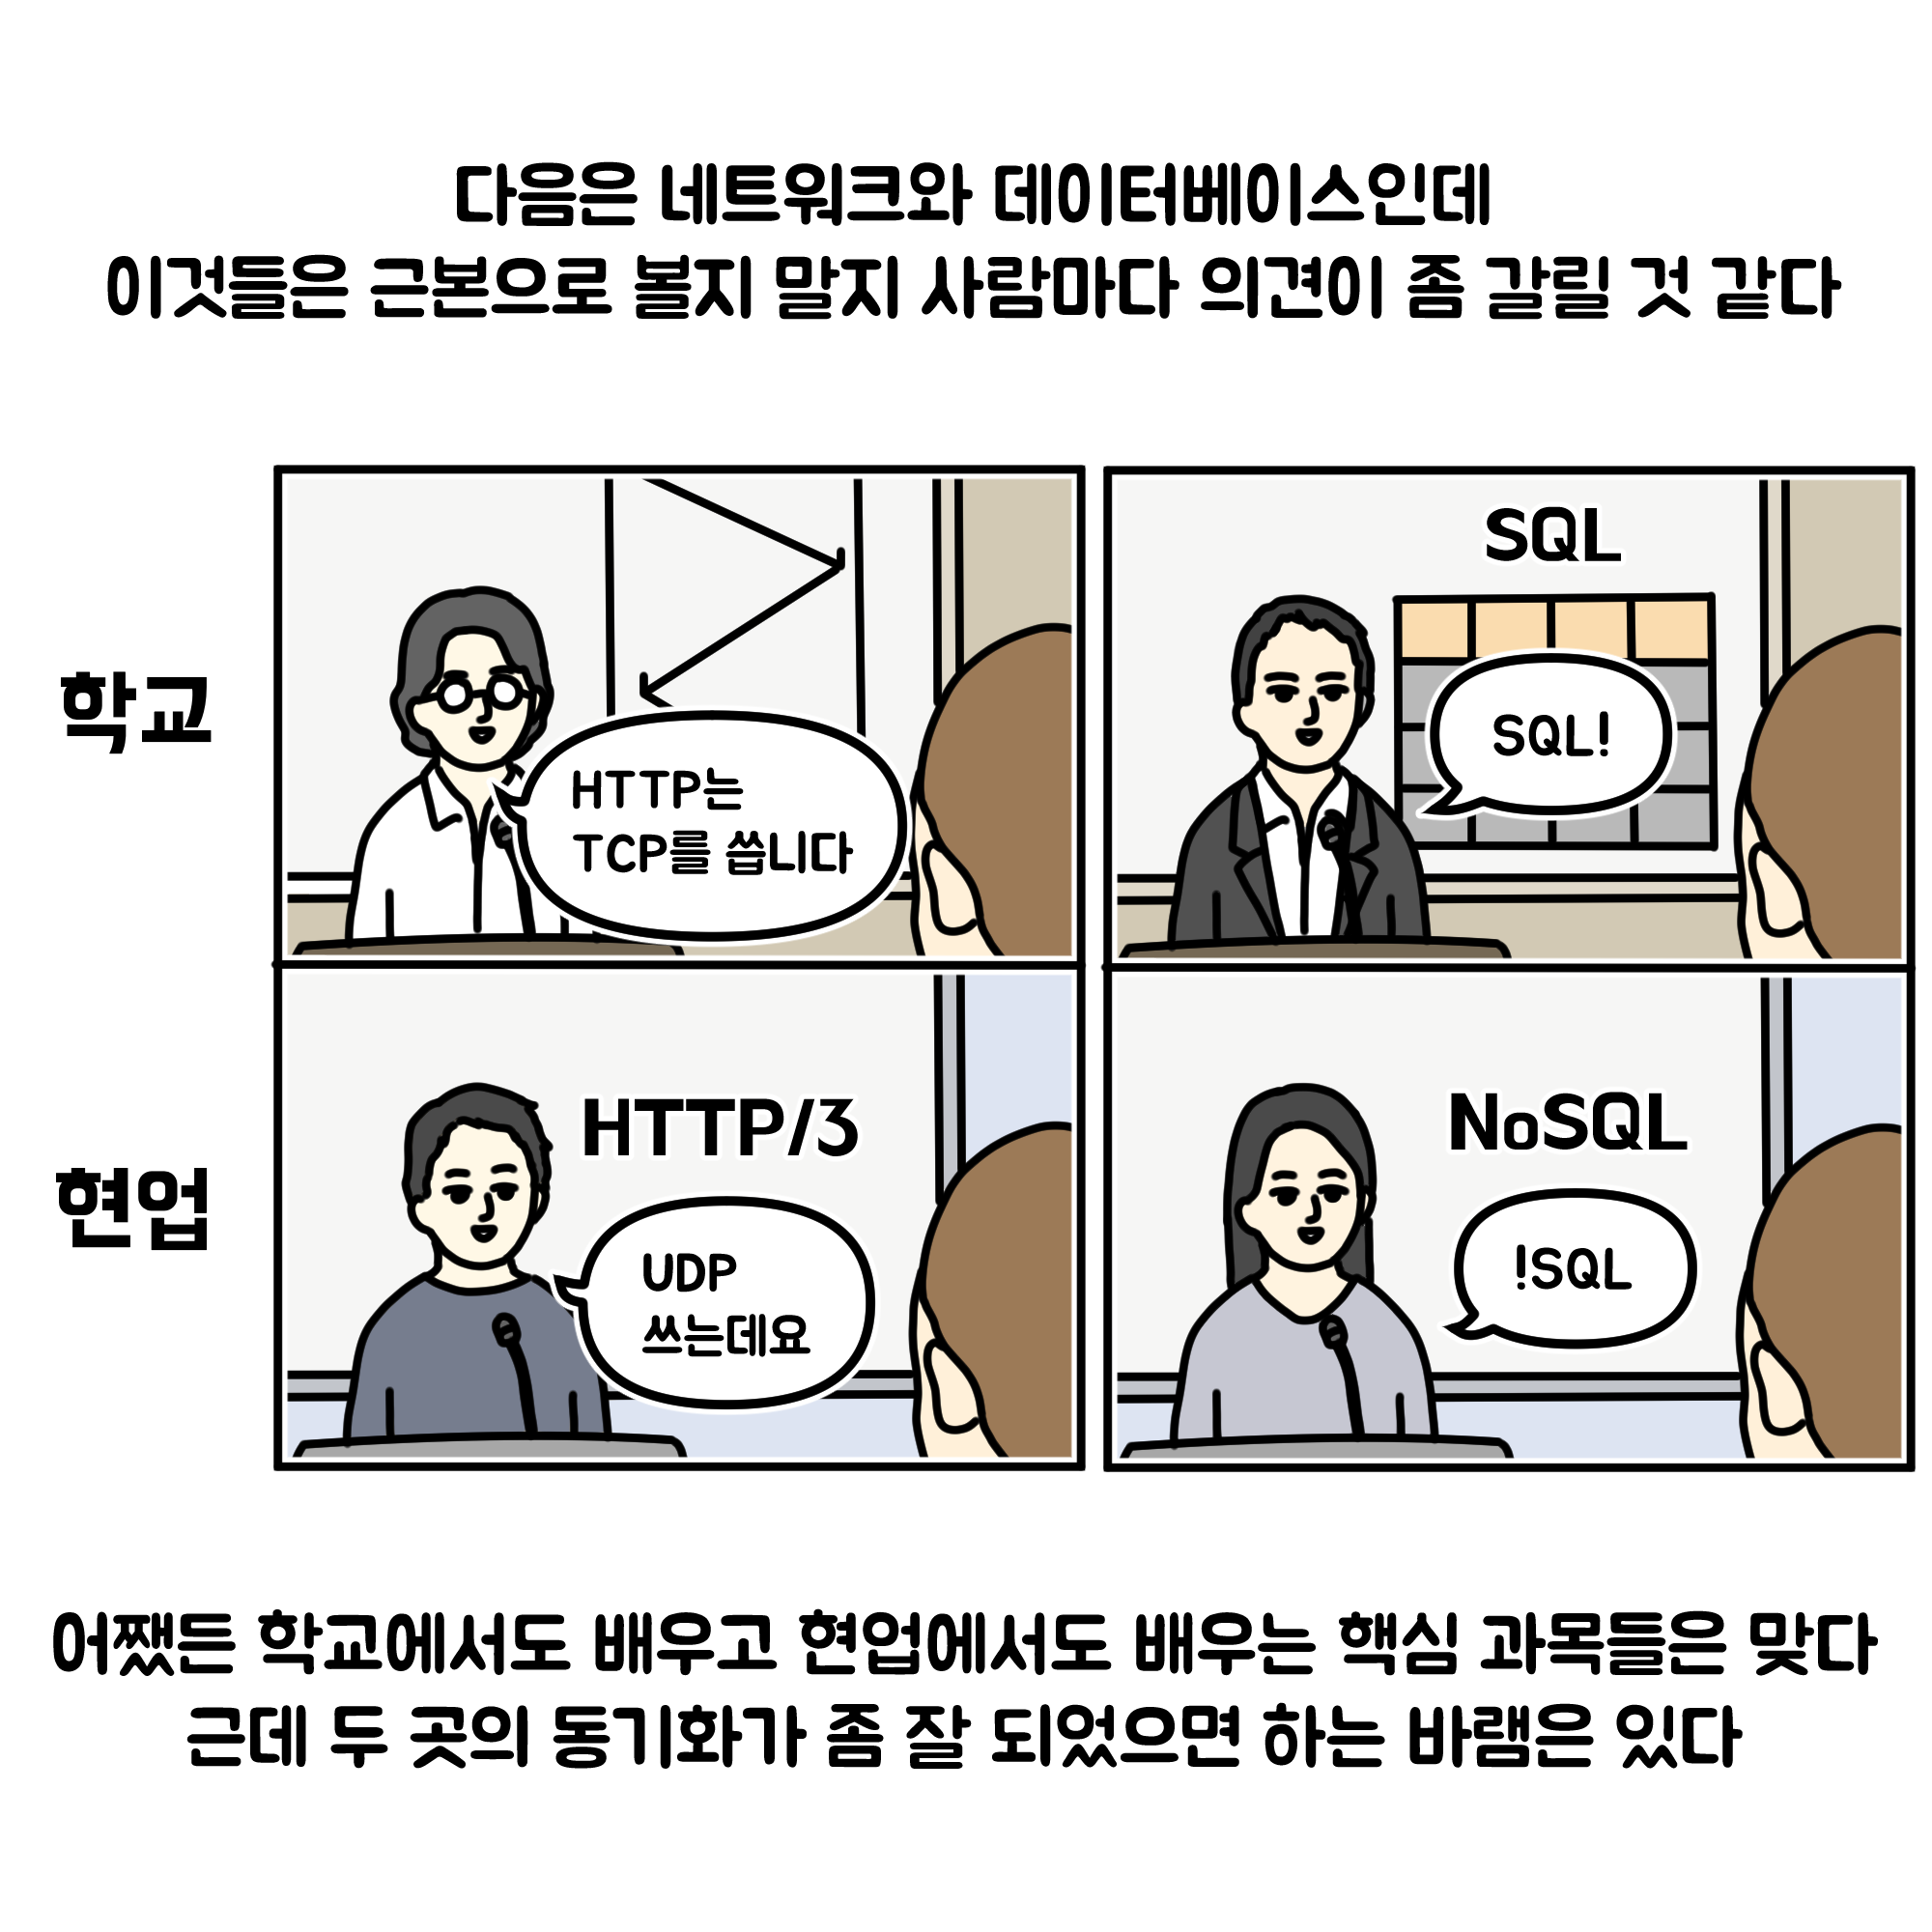 다음은 네트워크와 데이터베이스인데
이것들은 근본으로 볼지 말지 사람마다 의견이 좀 갈릴 것 같다
학교
HTTP는
TCP를 씁니다
SQL
SQL!
현업
HTTP/3
UDP
쓰는데요
NoSQL
!SQL
어쨌든 학교에서도 배우고 현업에서도 배우는 핵심 과목들은 맞다
근데 두 곳의 동기화가 좀 잘 되었으면 하는 바램은 있다